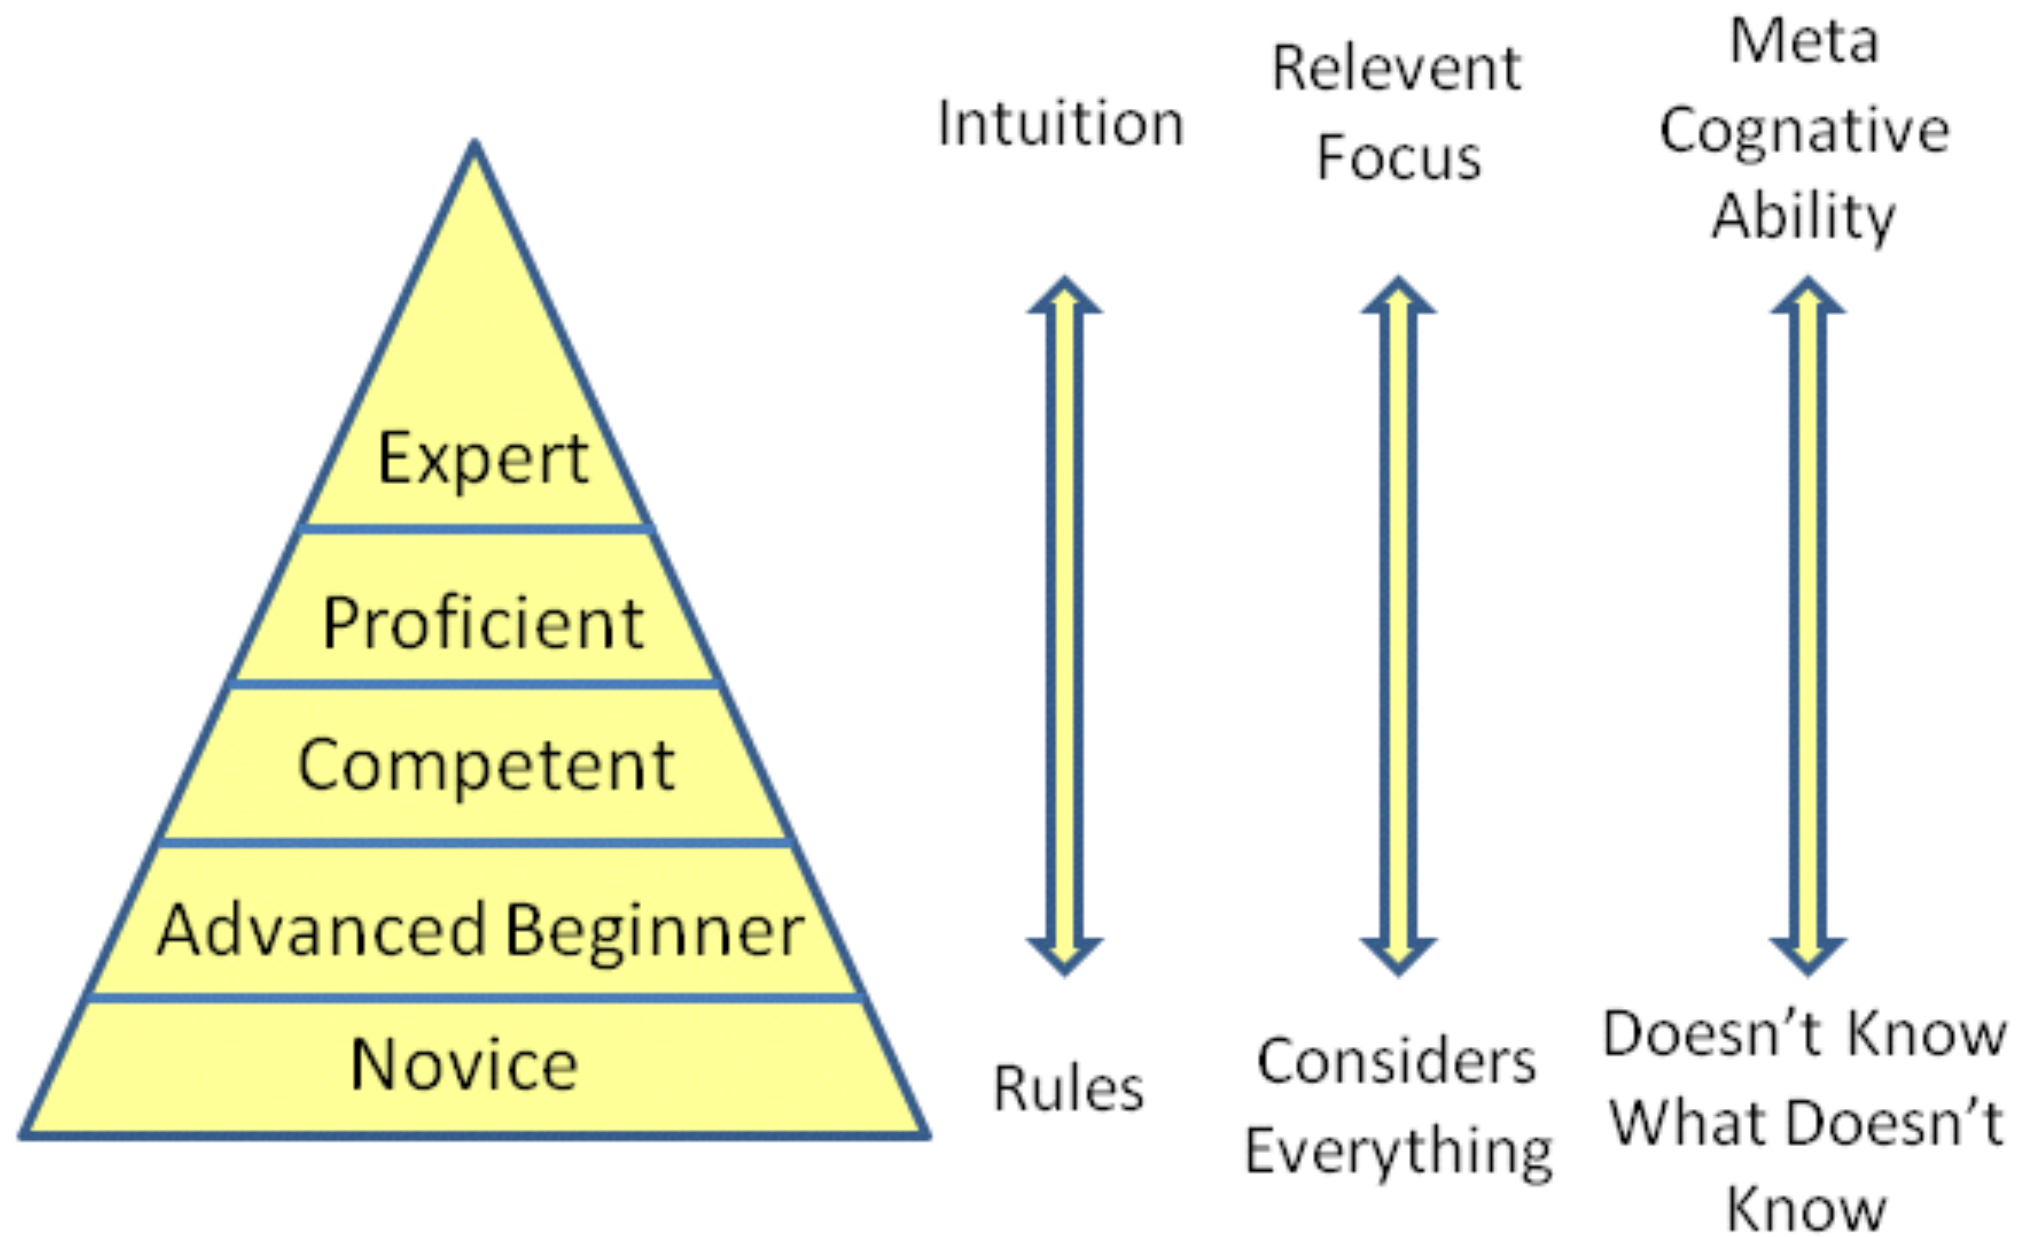 Expert
Proficient
Competent
Advanced Beginner
Novice
Intuition
Rules
Relevent
Focus
Considers
Everything
Meta
Cognative
Ability
Doesn’t Know
What Doesn’t
Know